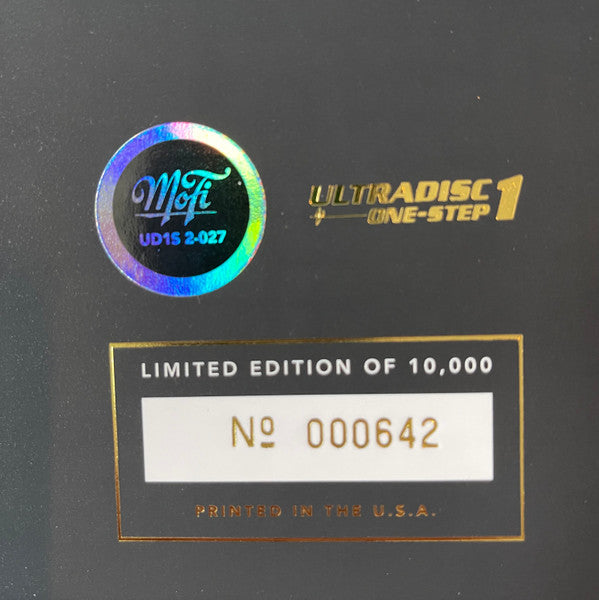 MoFi
UD1S 2-027
ULTRADISC
ONE-STEP 1
LIMITED EDITION OF 10,000
Nº 000642
PRINTED IN THE U.S.A.